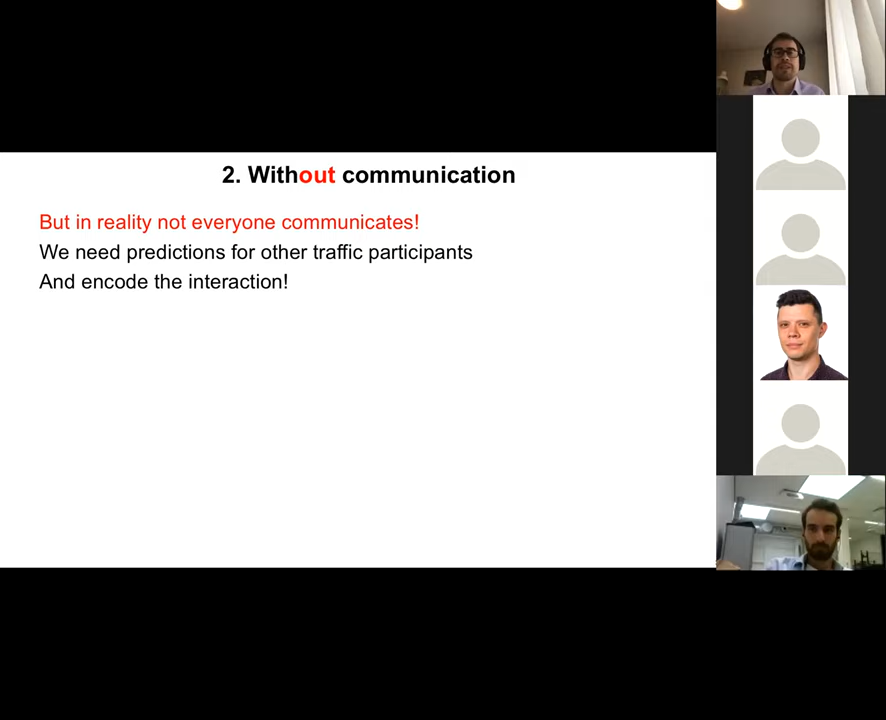 2. Without communication
But in reality not everyone communicates!
We need predictions for other traffic participants
And encode the interaction!